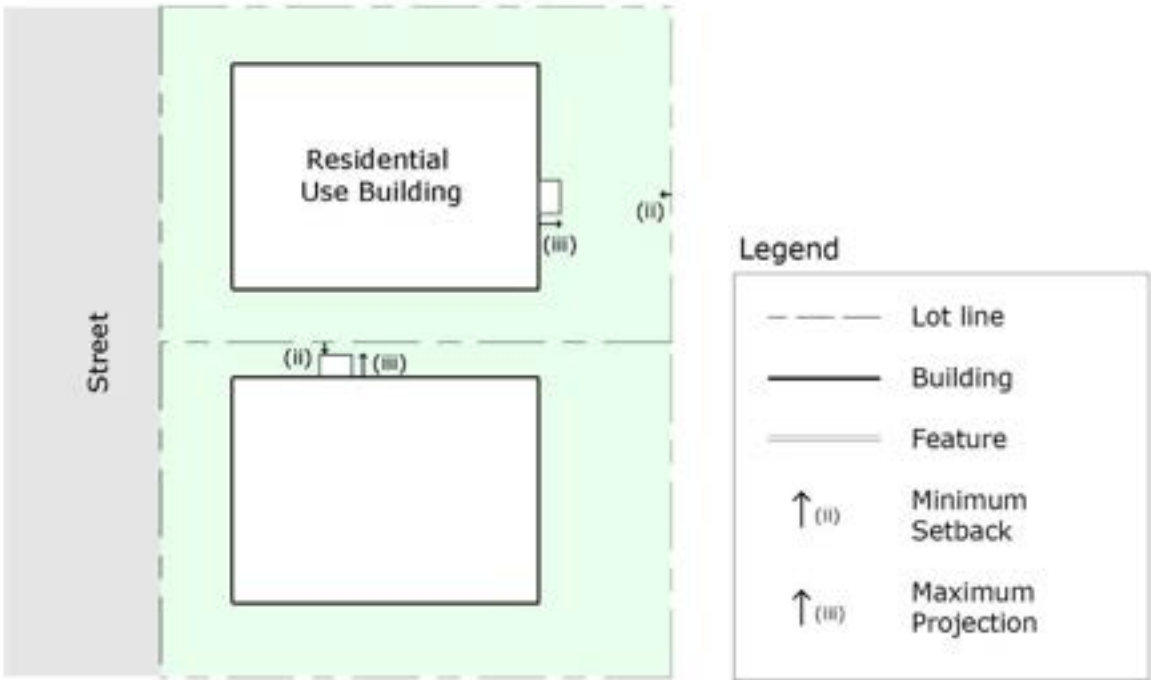 Residential
Use Building
(ii)
(iii)
Street
(ii)
(iii)
Legend
Lot line
Building
Feature
(ii)
Minimum
Setback
(iii)
Maximum
Projection